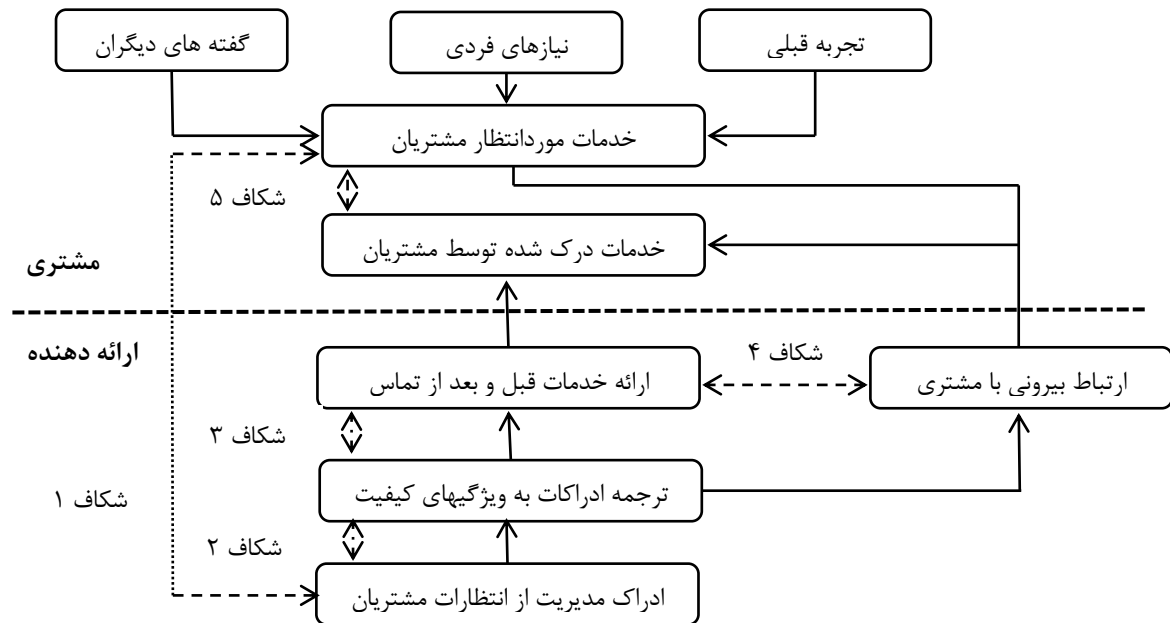 تجربه قبلی
نیازهای فردی
گفته های دیگران
خدمات موردانتظار مشتریان
شکاف ۵
خدمات درک شده توسط مشتریان
مشتری
ارائه دهنده
شکاف ۴
ارتباط بیرونی با مشتری
ارائه خدمات قبل و بعد از تماس
شکاف ۳
ترجمه ادراکات به ویژگیهای کیفیت
شکاف ۱
شکاف ۲
ادراک مدیریت از انتظارات مشتریان